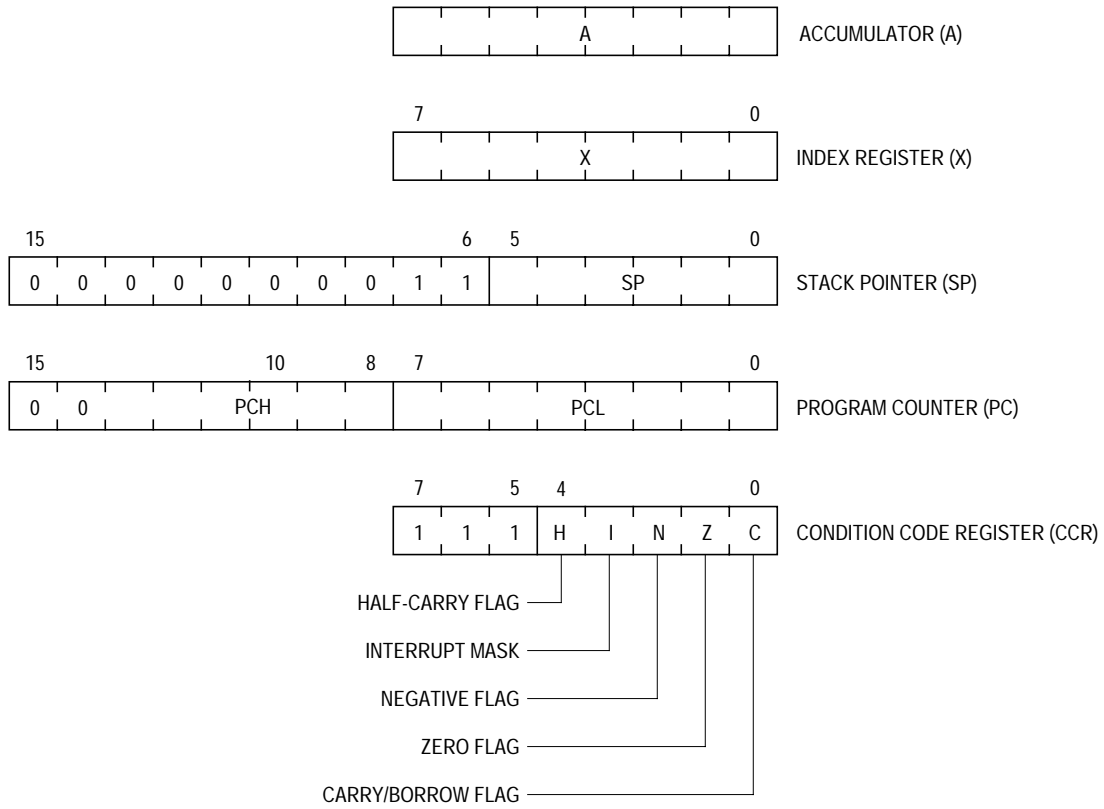 A ACCUMULATOR (A)
7 0
X INDEX REGISTER (X)
15 6 5 0
0 0 0 0 0 0 0 0 1 1 SP STACK POINTER (SP)
15 10 8 7 0
0 0 PCH PCL PROGRAM COUNTER (PC)
7 5 4 0
1 1 1 H I N Z C CONDITION CODE REGISTER (CCR)
HALF-CARRY FLAG
INTERRUPT MASK
NEGATIVE FLAG
ZERO FLAG
CARRY/BORROW FLAG